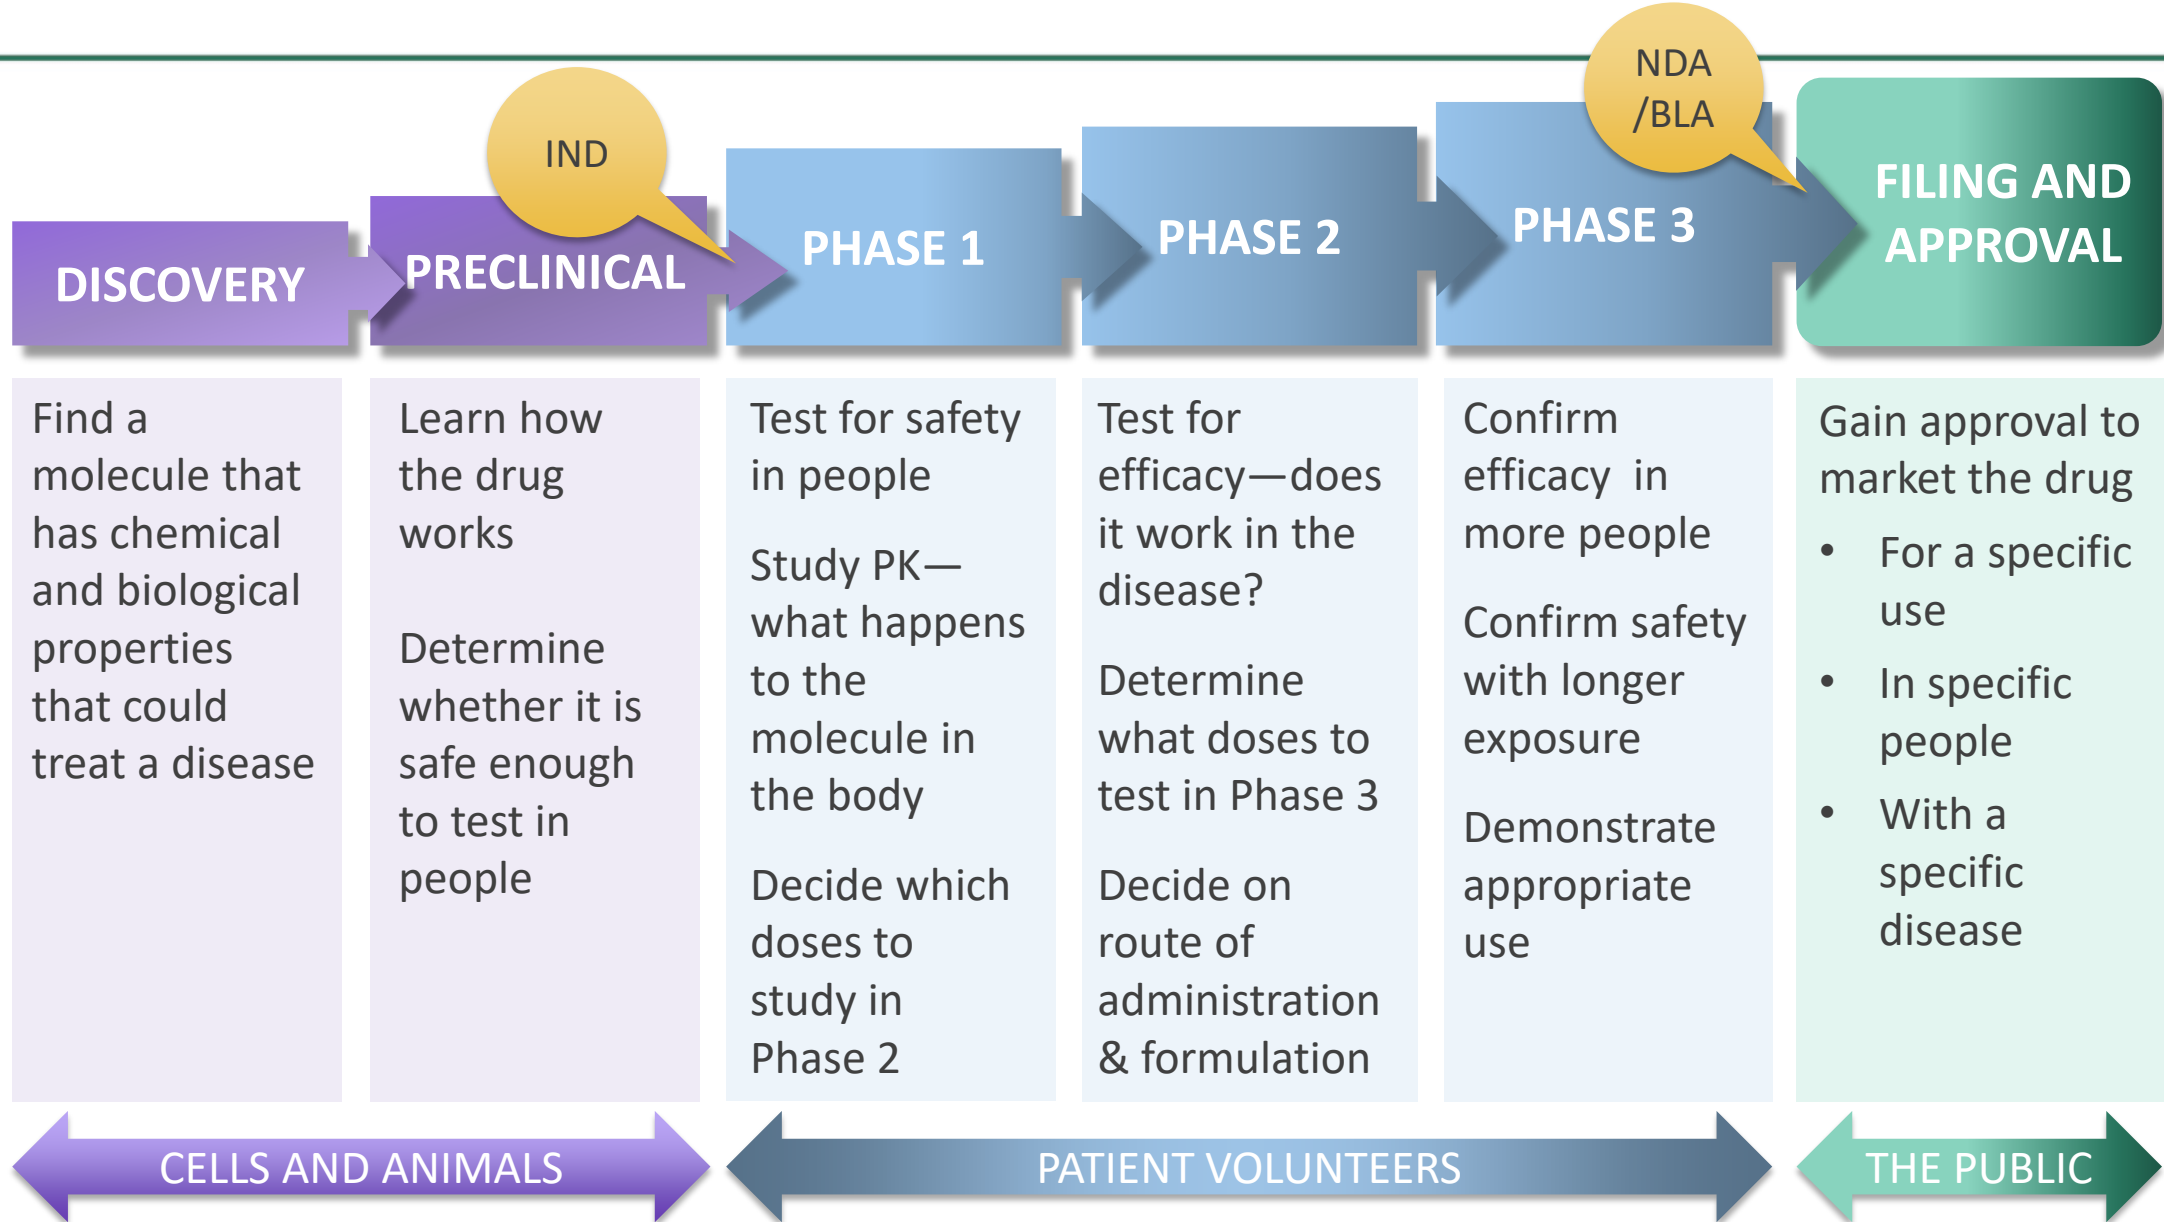 IND
NDA
/BLA
DISCOVERY
PRECLINICAL
PHASE 1
PHASE 2
PHASE 3
FILING AND
APPROVAL
Find a
molecule that
has chemical
and biological
properties
that could
treat a disease
Learn how
the drug
works
Determine
whether it is
safe enough
to test in
people
Test for safety
in people
Study PK—
what happens
to the
molecule in
the body
Decide which
doses to
study in
Phase 2
Test for
efficacy—does
it work in the
disease?
Determine
what doses to
test in Phase 3
Decide on
route of
administration
& formulation
Confirm
efficacy  in
more people
Confirm safety
with longer
exposure
Demonstrate
appropriate
use
Gain approval to
market the drug
• For a specific
use
• In specific
people
• With a
specific
disease
CELLS AND ANIMALS
PATIENT VOLUNTEERS
THE PUBLIC